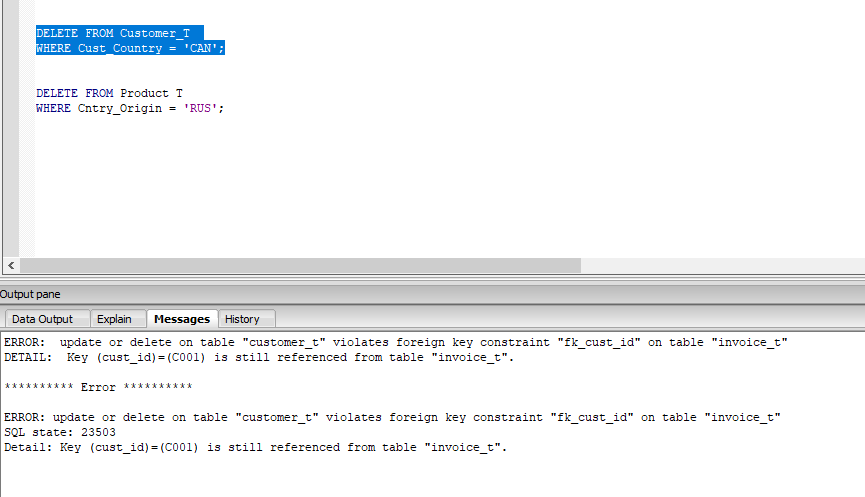 DELETE FROM Customer_T
WHERE Cust_Country = 'CAN';
DELETE FROM Product T
WHERE Cntry_Origin = 'RUS';
Output pane
Data Output Explain Messages History
ERROR:  update or delete on table "customer_t" violates foreign key constraint "fk_cust_id" on table "invoice_t"
DETAIL:  Key (cust_id)=(C001) is still referenced from table "invoice_t".
********** Error **********
ERROR: update or delete on table "customer_t" violates foreign key constraint "fk_cust_id" on table "invoice_t"
SQL state: 23503
Detail: Key (cust_id)=(C001) is still referenced from table "invoice_t".